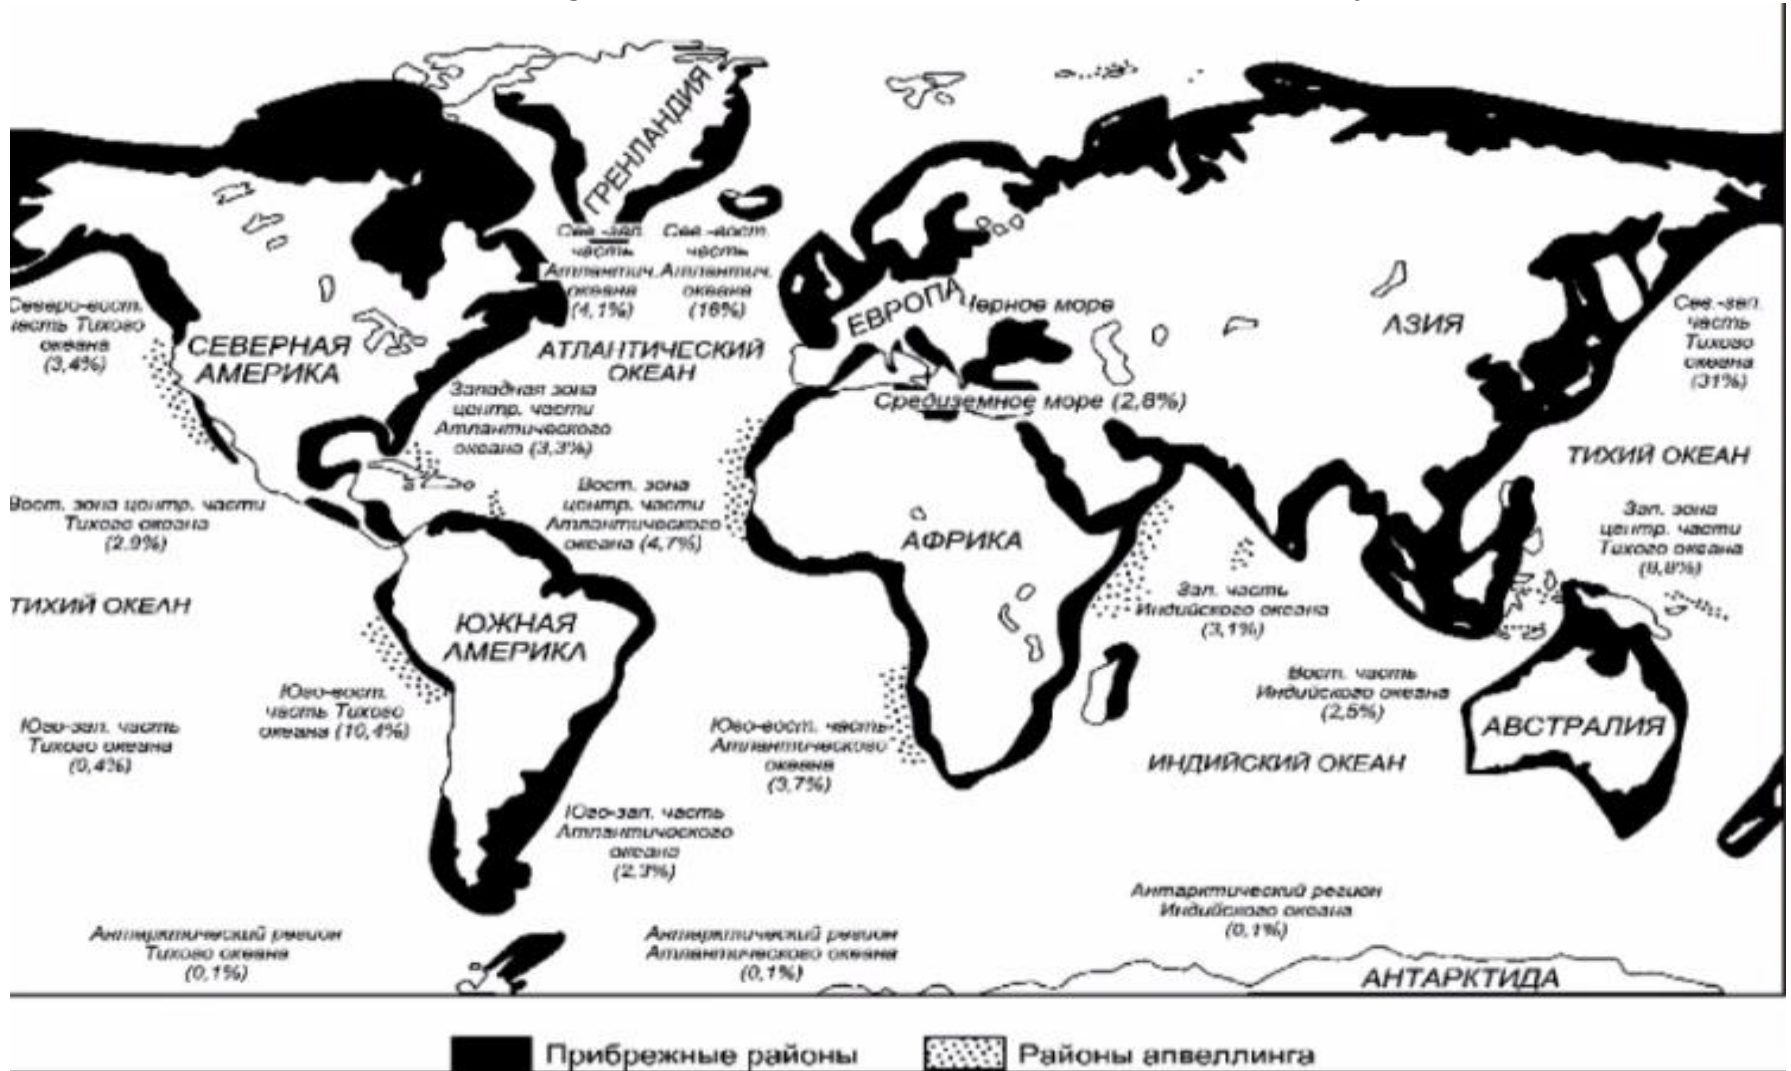 ГРЕНЛАНДИЯ
Сев.-зап.
часть
Атлантич.
океана
(4,1%)
Сев.-вост.
часть
Атлантич.
океана
(16%)
Северо-вост.
часть Тихого
океана
(3,4%)
СЕВЕРНАЯ
АМЕРИКА
АТЛАНТИЧЕСКИЙ
ОКЕАН
ЕВРОПА
Черное море
АЗИЯ
Сев.-зап.
часть
Тихого
океана
(31%)
Западная зона
центр. части
Атлантического
океана (3,3%)
Средиземное море (2,8%)
ТИХИЙ ОКЕАН
Вост. зона центр. части
Тихого океана
(2,9%)
Вост. зона
центр. части
Атлантического
океана (4,7%)
АФРИКА
Зап. зона
центр. части
Тихого океана
(8,8%)
ТИХИЙ ОКЕАН
ЮЖНАЯ
АМЕРИКА
Зап. часть
Индийского океана
(3,1%)
Вост. часть
Индийского океана
(2,5%)
Юго-зап. часть
Тихого океана
(0,4%)
Юго-вост.
часть Тихого
океана (10,4%)
Юго-вост. часть
Атлантического
океана
(3,7%)
АВСТРАЛИЯ
ИНДИЙСКИЙ ОКЕАН
Юго-зап. часть
Атлантического
океана
(2,3%)
Антарктический регион
Тихого океана
(0,1%)
Антарктический регион
Атлантического океана
(0,1%)
Антарктический регион
Индийского океана
(0,1%)
АНТАРКТИДА
Прибрежные районы
Районы апвеллинга